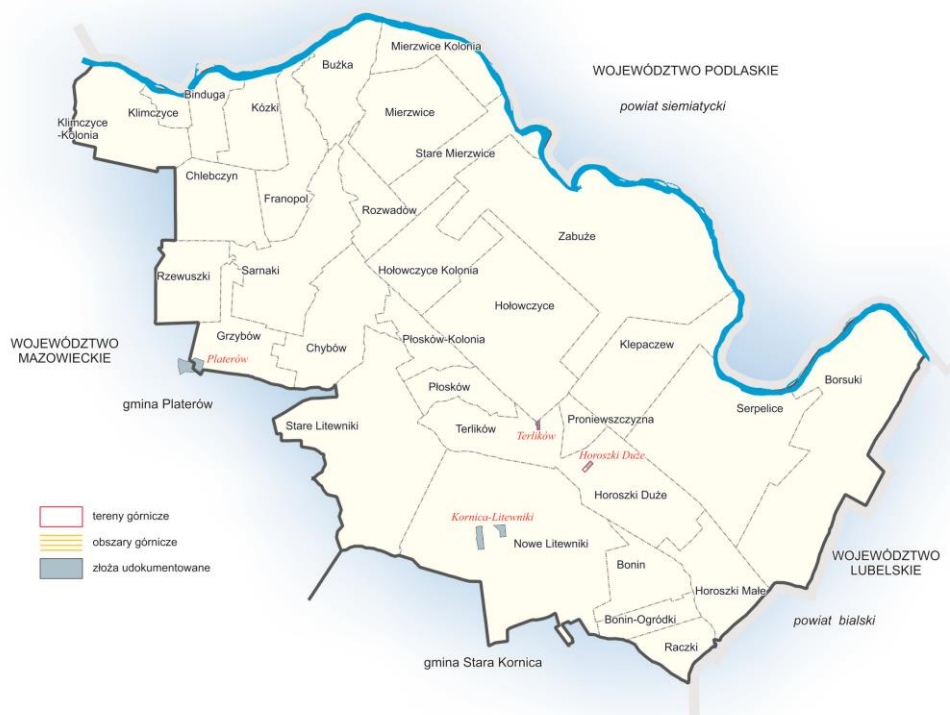 Mierzwice Kolonia
Bużka
WOJEWÓDZTWO PODLASKIE
powiat siemiatycki
Binduga
Klimczyce
Kózki
Mierzwice
Klimczyce
-Kolonia
Stare Mierzwice
Chlebczyn
Franopol
Rozwadów
Zabuże
Rzewuszki
Sarnaki
Hołowczyce Kolonia
Hołowczyce
WOJEWÓDZTWO
MAZOWIECKIE
Grzybów
Chybów
Płosków-Kolonia
Klepaczew
Platerów
gmina Platerów
Płosków
Borsuki
Serpelice
Stare Litewniki
Terlików
Proniewszczyzna
Terlików
Horoszki Duże
Horoszki Duże
tereny górnicze
obszary górnicze
złoża udokumentowane
Kornica-Litewniki
Nowe Litewniki
Bonin
WOJEWÓDZTWO
LUBELSKIE
Horoszki Małe
Bonin-Ogródki
powiat bialski
Raczki
gmina Stara Kornica